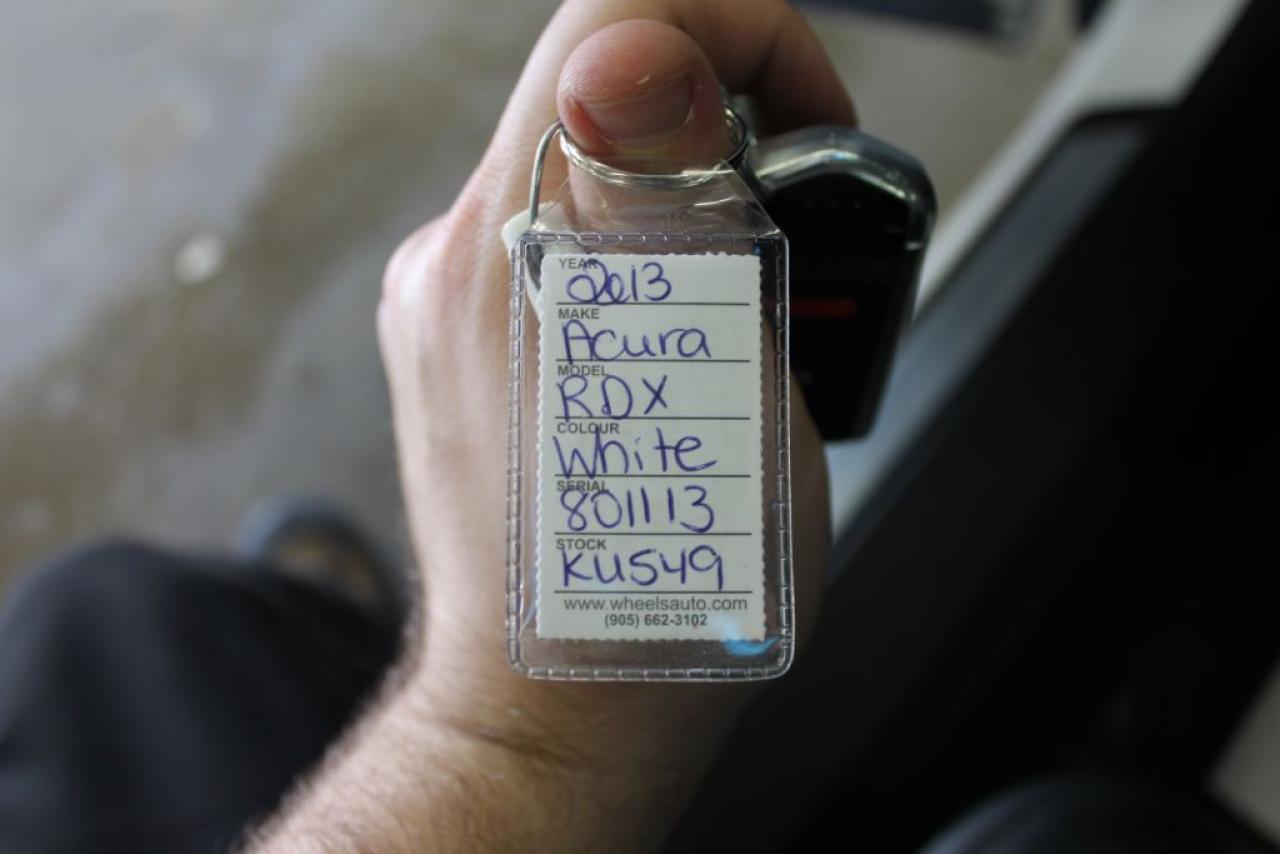 YEAR
2013
MAKE
Acura
MODEL
RDX
COLOUR
White
SERIAL
801113
STOCK
KU549
www.wheelsauto.com
(905) 662-3102